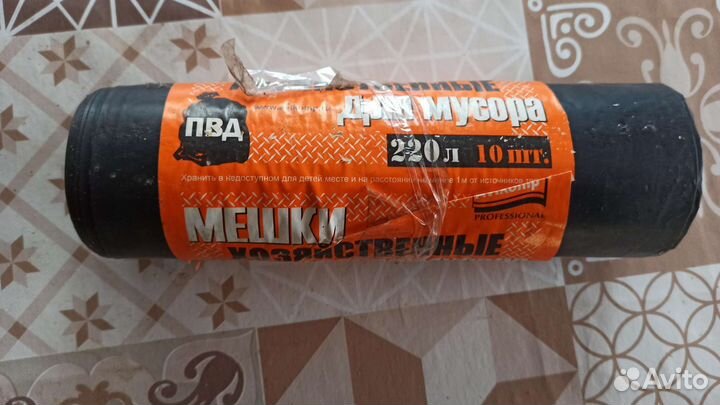 ДЛЯ МУСОРА
ПВД
220 л 10 шт.
Хранить в недоступном для детей месте и на расстоянии не менее 1 м от источников
PROFESSIONAL
МЕШКИ
ХОЗЯЙСТВЕННЫЕ
Avito